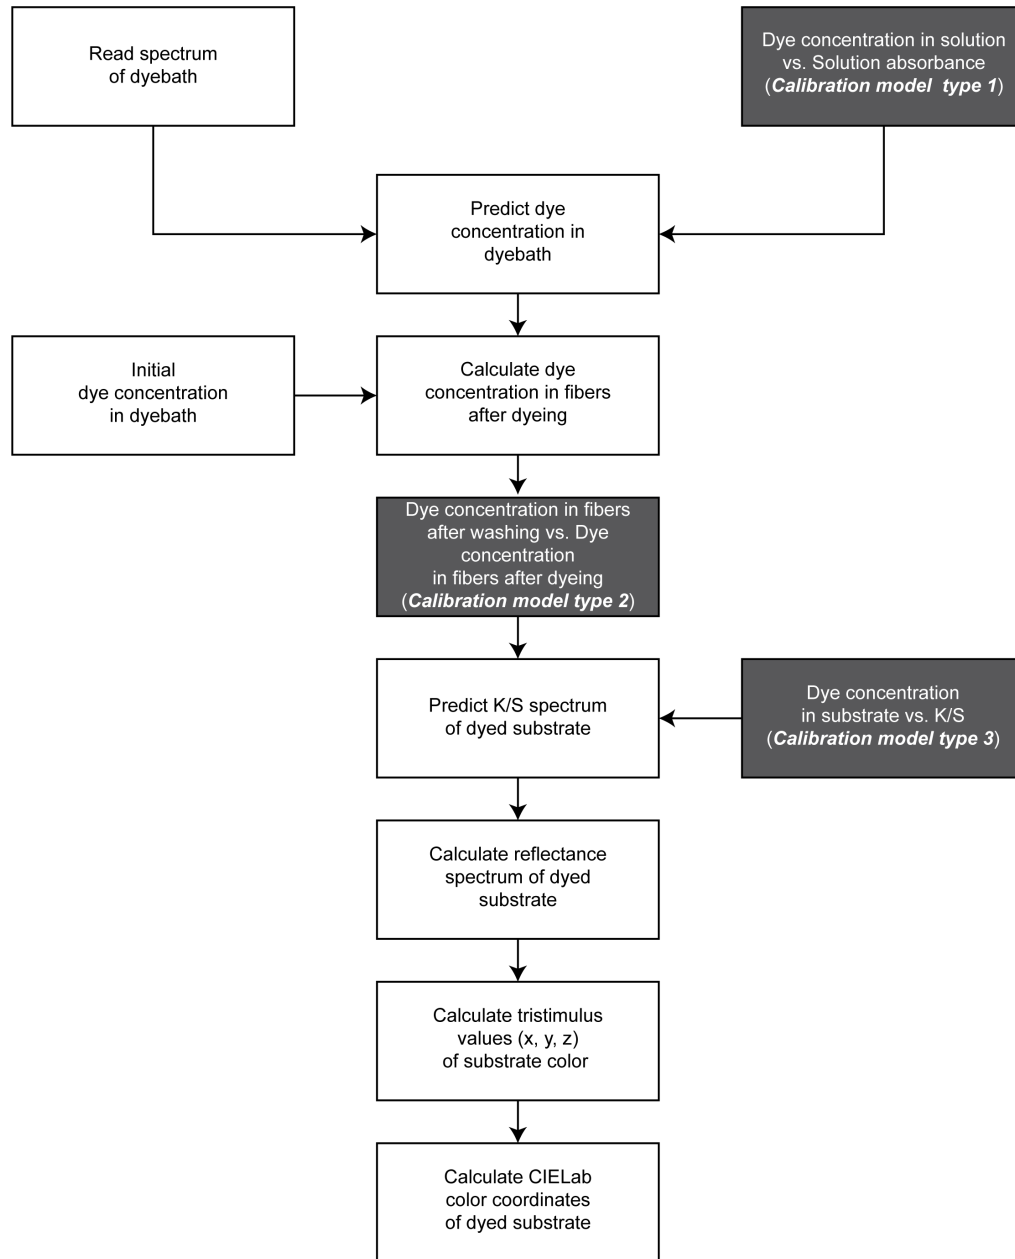 Read spectrum
of dyebath
Dye concentration in solution
vs. Solution absorbance
(Calibration model  type 1)
Predict dye
concentration in
dyebath
Initial
dye concentration
in dyebath
Calculate dye
concentration in fibers
after dyeing
Dye concentration in fibers
after washing vs. Dye
concentration
in fibers after dyeing
(Calibration model type 2)
Predict K/S spectrum
of dyed substrate
Dye concentration
in substrate vs. K/S
(Calibration model type 3)
Calculate reflectance
spectrum of dyed
substrate
Calculate tristimulus
values (x, y, z)
of substrate color
Calculate CIELab
color coordinates
of dyed substrate